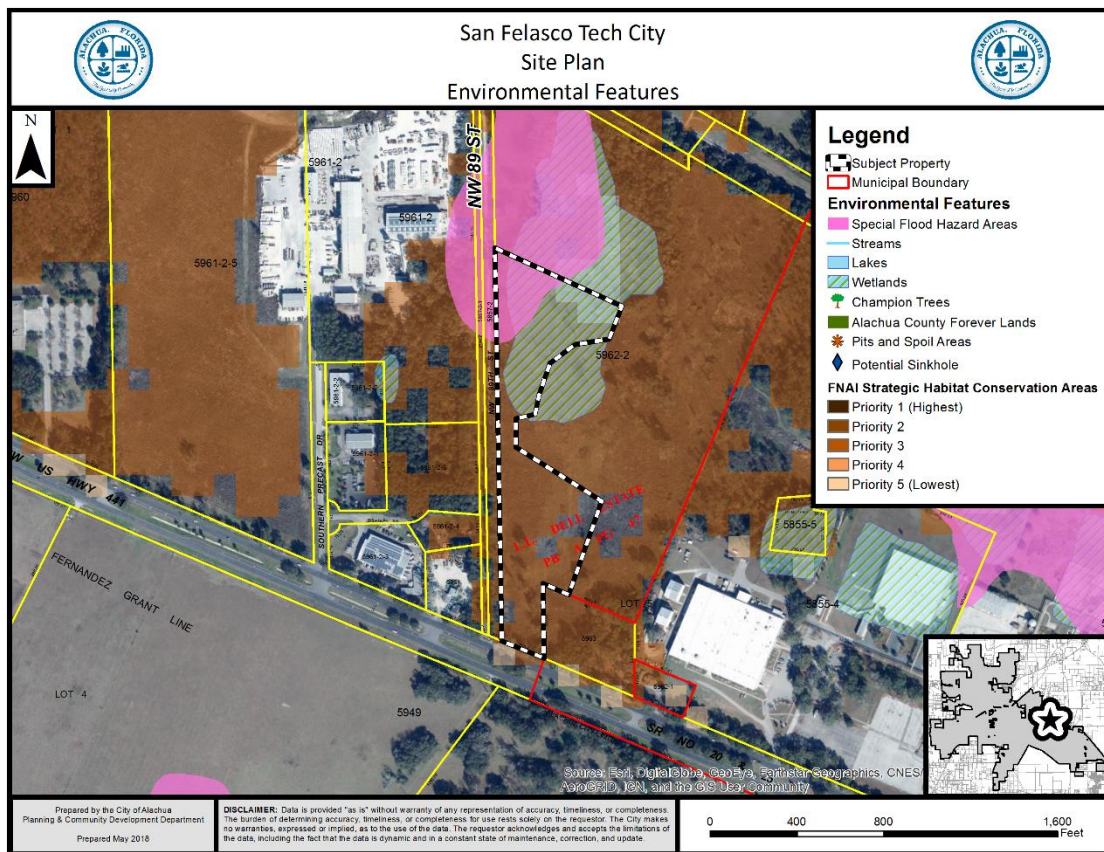 San Felasco Tech City
Site Plan
Environmental Features
N
Legend
Subject Property
Municipal Boundary
Environmental Features
Special Flood Hazard Areas
Streams
Lakes
Wetlands
Champion Trees
Alachua County Forever Lands
Pits and Spoil Areas
Potential Sinkhole
FNAI Strategic Habitat Conservation Areas
Priority 1 (Highest)
Priority 2
Priority 3
Priority 4
Priority 5 (Lowest)
NW 89 ST
5961-2
5961-2
5961-2-5
5962-2
5961-2-4
SOUTHERN PRECAST DR
US HWY 441
FERNANDEZ GRANT LINE
LOT 4
5949
DELL ESTATE
PB
PG
LOT
5855-5
5855-4
SR NO 20
Source: Esri, DigitalGlobe, GeoEye, Earthstar Geographics, CNES/
AeroGRID, IGN, and the GIS User Community
Prepared by the City of Alachua
Planning & Community Development Department
Prepared May 2018
DISCLAIMER: Data is provided "as is" without warranty of any representation of accuracy, timeliness, or completeness.
The burden of determining accuracy, timeliness, or completeness for use rests solely on the requestor. The City makes
no warranties, expressed or implied, as to the use of the data. The requestor acknowledges and accepts the limitations of
the data, including the fact that the data is dynamic and in a constant state of maintenance, correction, and update.
0 400 800 1,600
Feet